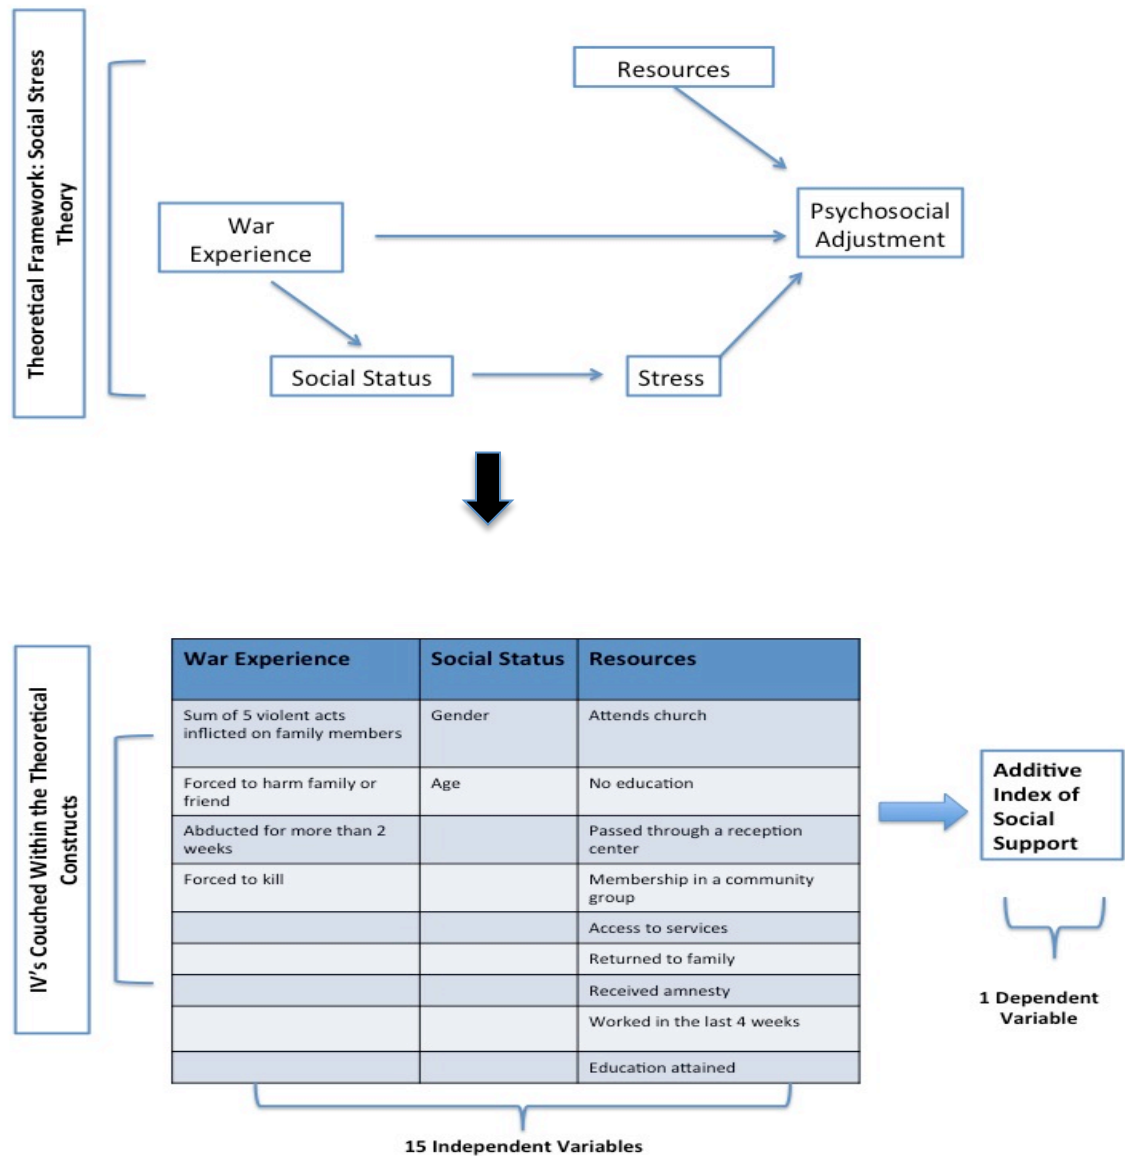 Theoretical Framework: Social Stress
Theory
Resources
Psychosocial
Adjustment
War
Experience
Social Status
Stress
IV's Couched Within the Theoretical
Constructs
War Experience
Social Status
Resources
Sum of 5 violent acts
inflicted on family members
Gender
Attends church
Forced to harm family or
friend
Age
No education
Abducted for more than 2
weeks
Passed through a reception
center
Forced to kill
Membership in a community
group
Access to services
Returned to family
Received amnesty
Worked in the last 4 weeks
Education attained
15 Independent Variables
Additive
Index of
Social
Support
1 Dependent
Variable